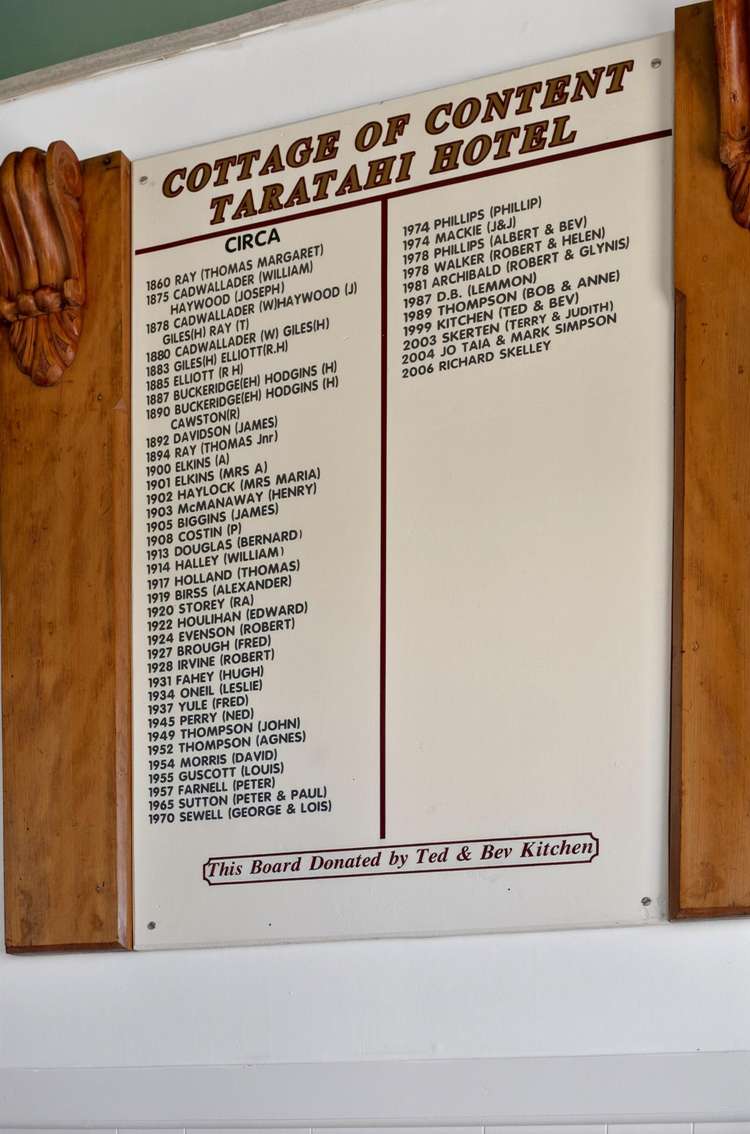 COTTAGE OF CONTENT
TARATAHI HOTEL
CIRCA
1860 RAY (THOMAS MARGARET)
1875 CADWALLADER (WILLIAM)
HAYWOOD (JOSEPH)
1878 CADWALLADER (W)HAYWOOD (J)
GILES(H) RAY (T)
1880 CADWALLADER (W) GILES(H)
1883 GILES(H) ELLIOTT(R.H)
1885 ELLIOTT (R H)
1887 BUCKERIDGE(EH) HODGINS (H)
1890 BUCKERIDGE(EH) HODGINS (H)
CAWSTON(R)
1892 DAVIDSON (JAMES)
1894 RAY (THOMAS Jnr)
1900 ELKINS (A)
1901 ELKINS (MRS A)
1902 HAYLOCK (MRS MARIA)
1903 McMANAWAY (HENRY)
1905 BIGGINS (JAMES)
1908 COSTIN (P)
1913 DOUGLAS (BERNARD)
1914 HALLEY (WILLIAM)
1917 HOLLAND (THOMAS)
1919 BIRSS (ALEXANDER)
1920 STOREY (RA)
1922 HOULIHAN (EDWARD)
1924 EVENSON (ROBERT)
1927 BROUGH (FRED)
1928 IRVINE (ROBERT)
1931 FAHEY (HUGH)
1934 ONEIL (LESLIE)
1937 YULE (FRED)
1945 PERRY (NED)
1949 THOMPSON (JOHN)
1952 THOMPSON (AGNES)
1954 MORRIS (DAVID)
1955 GUSCOTT (LOUIS)
1957 FARNELL (PETER)
1965 SUTTON (PETER & PAUL)
1970 SEWELL (GEORGE & LOIS)
1974 PHILLIPS (PHILLIP)
1974 MACKIE (J&J)
1978 PHILLIPS (ALBERT & BEV)
1978 WALKER (ROBERT & HELEN)
1981 ARCHIBALD (ROBERT & GLYNIS)
1987 D.B. (LEMMON)
1989 THOMPSON (BOB & ANNE)
1999 KITCHEN (TED & BEV)
2003 SKERTEN (TERRY & JUDITH)
2004 JO TAIA & MARK SIMPSON
2006 RICHARD SKELLEY
This Board Donated by Ted & Bev Kitchen